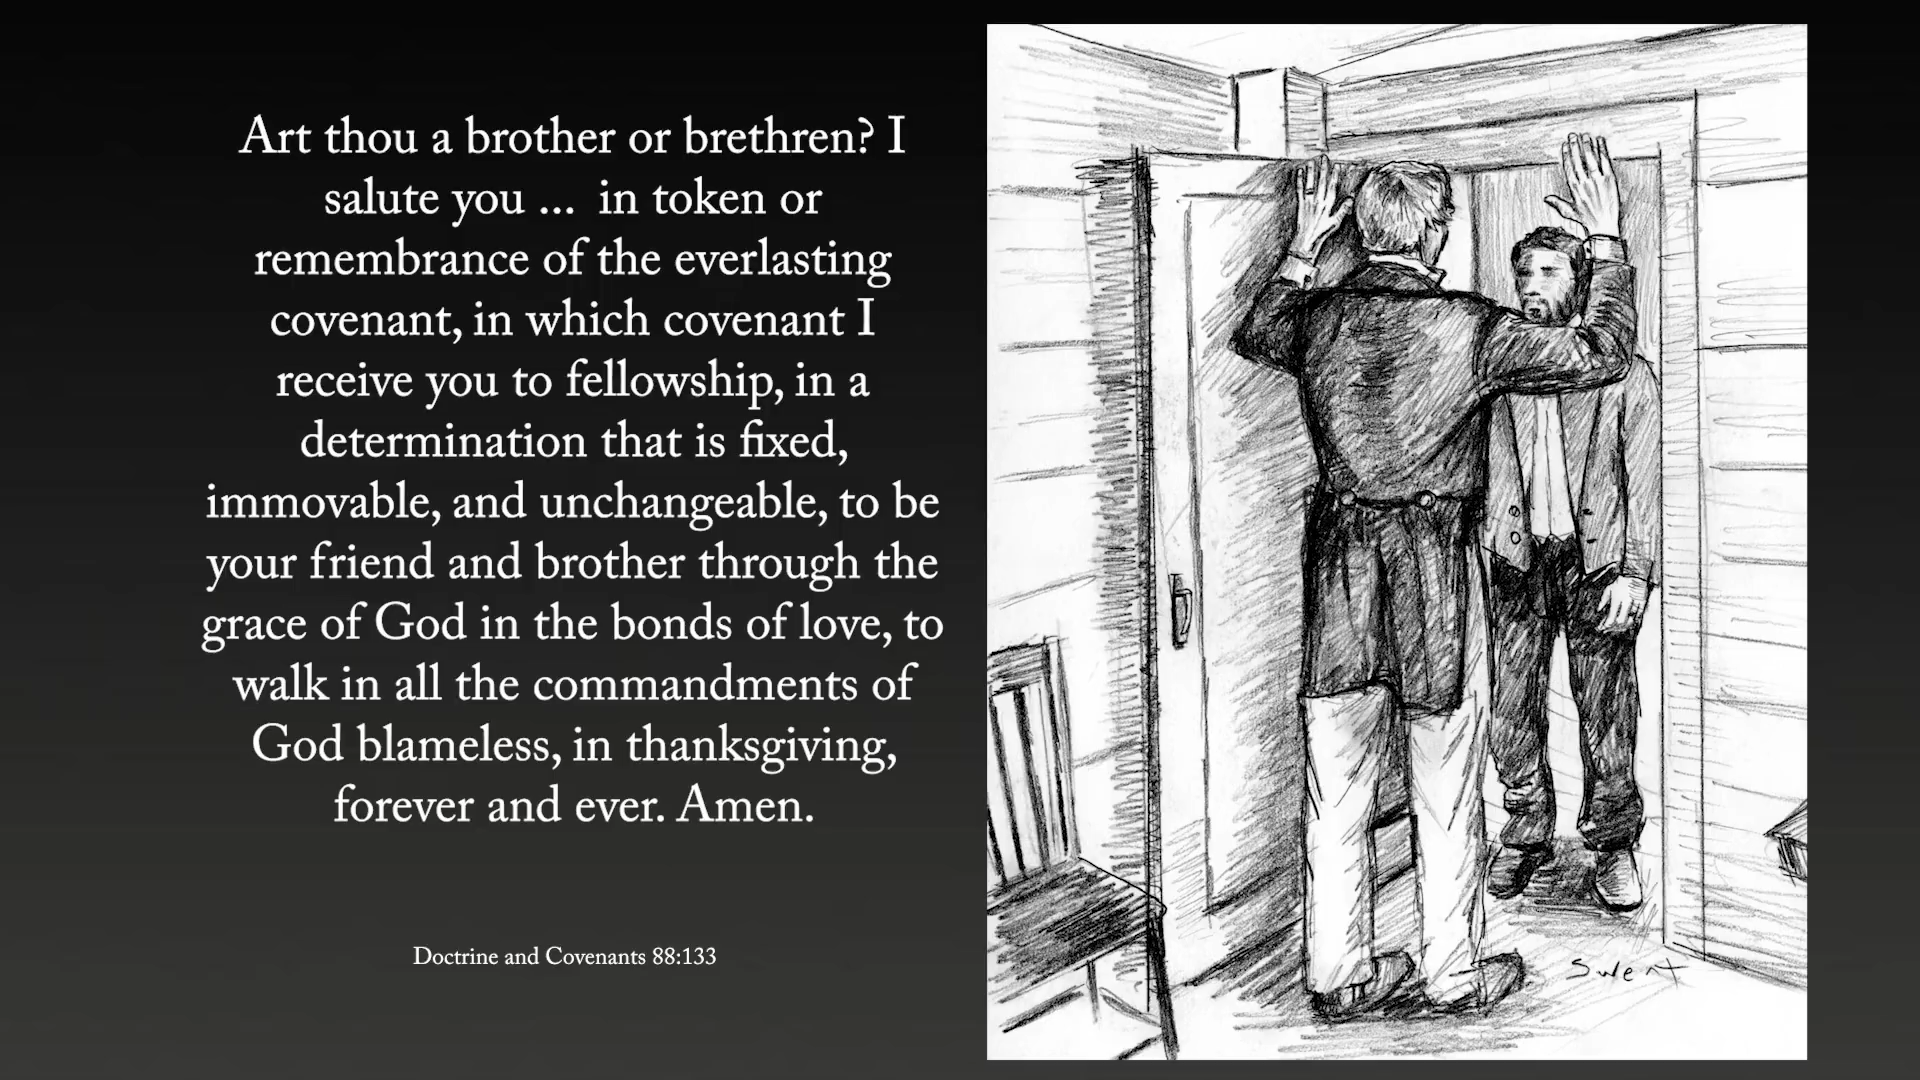 Art thou a brother or brethren? I
salute you ... in token or
remembrance of the everlasting
covenant, in which covenant I
receive you to fellowship, in a
determination that is fixed,
immovable, and unchangeable, to be
your friend and brother through the
grace of God in the bonds of love, to
walk in all the commandments of
God blameless, in thanksgiving,
forever and ever. Amen.
Doctrine and Covenants 88:133